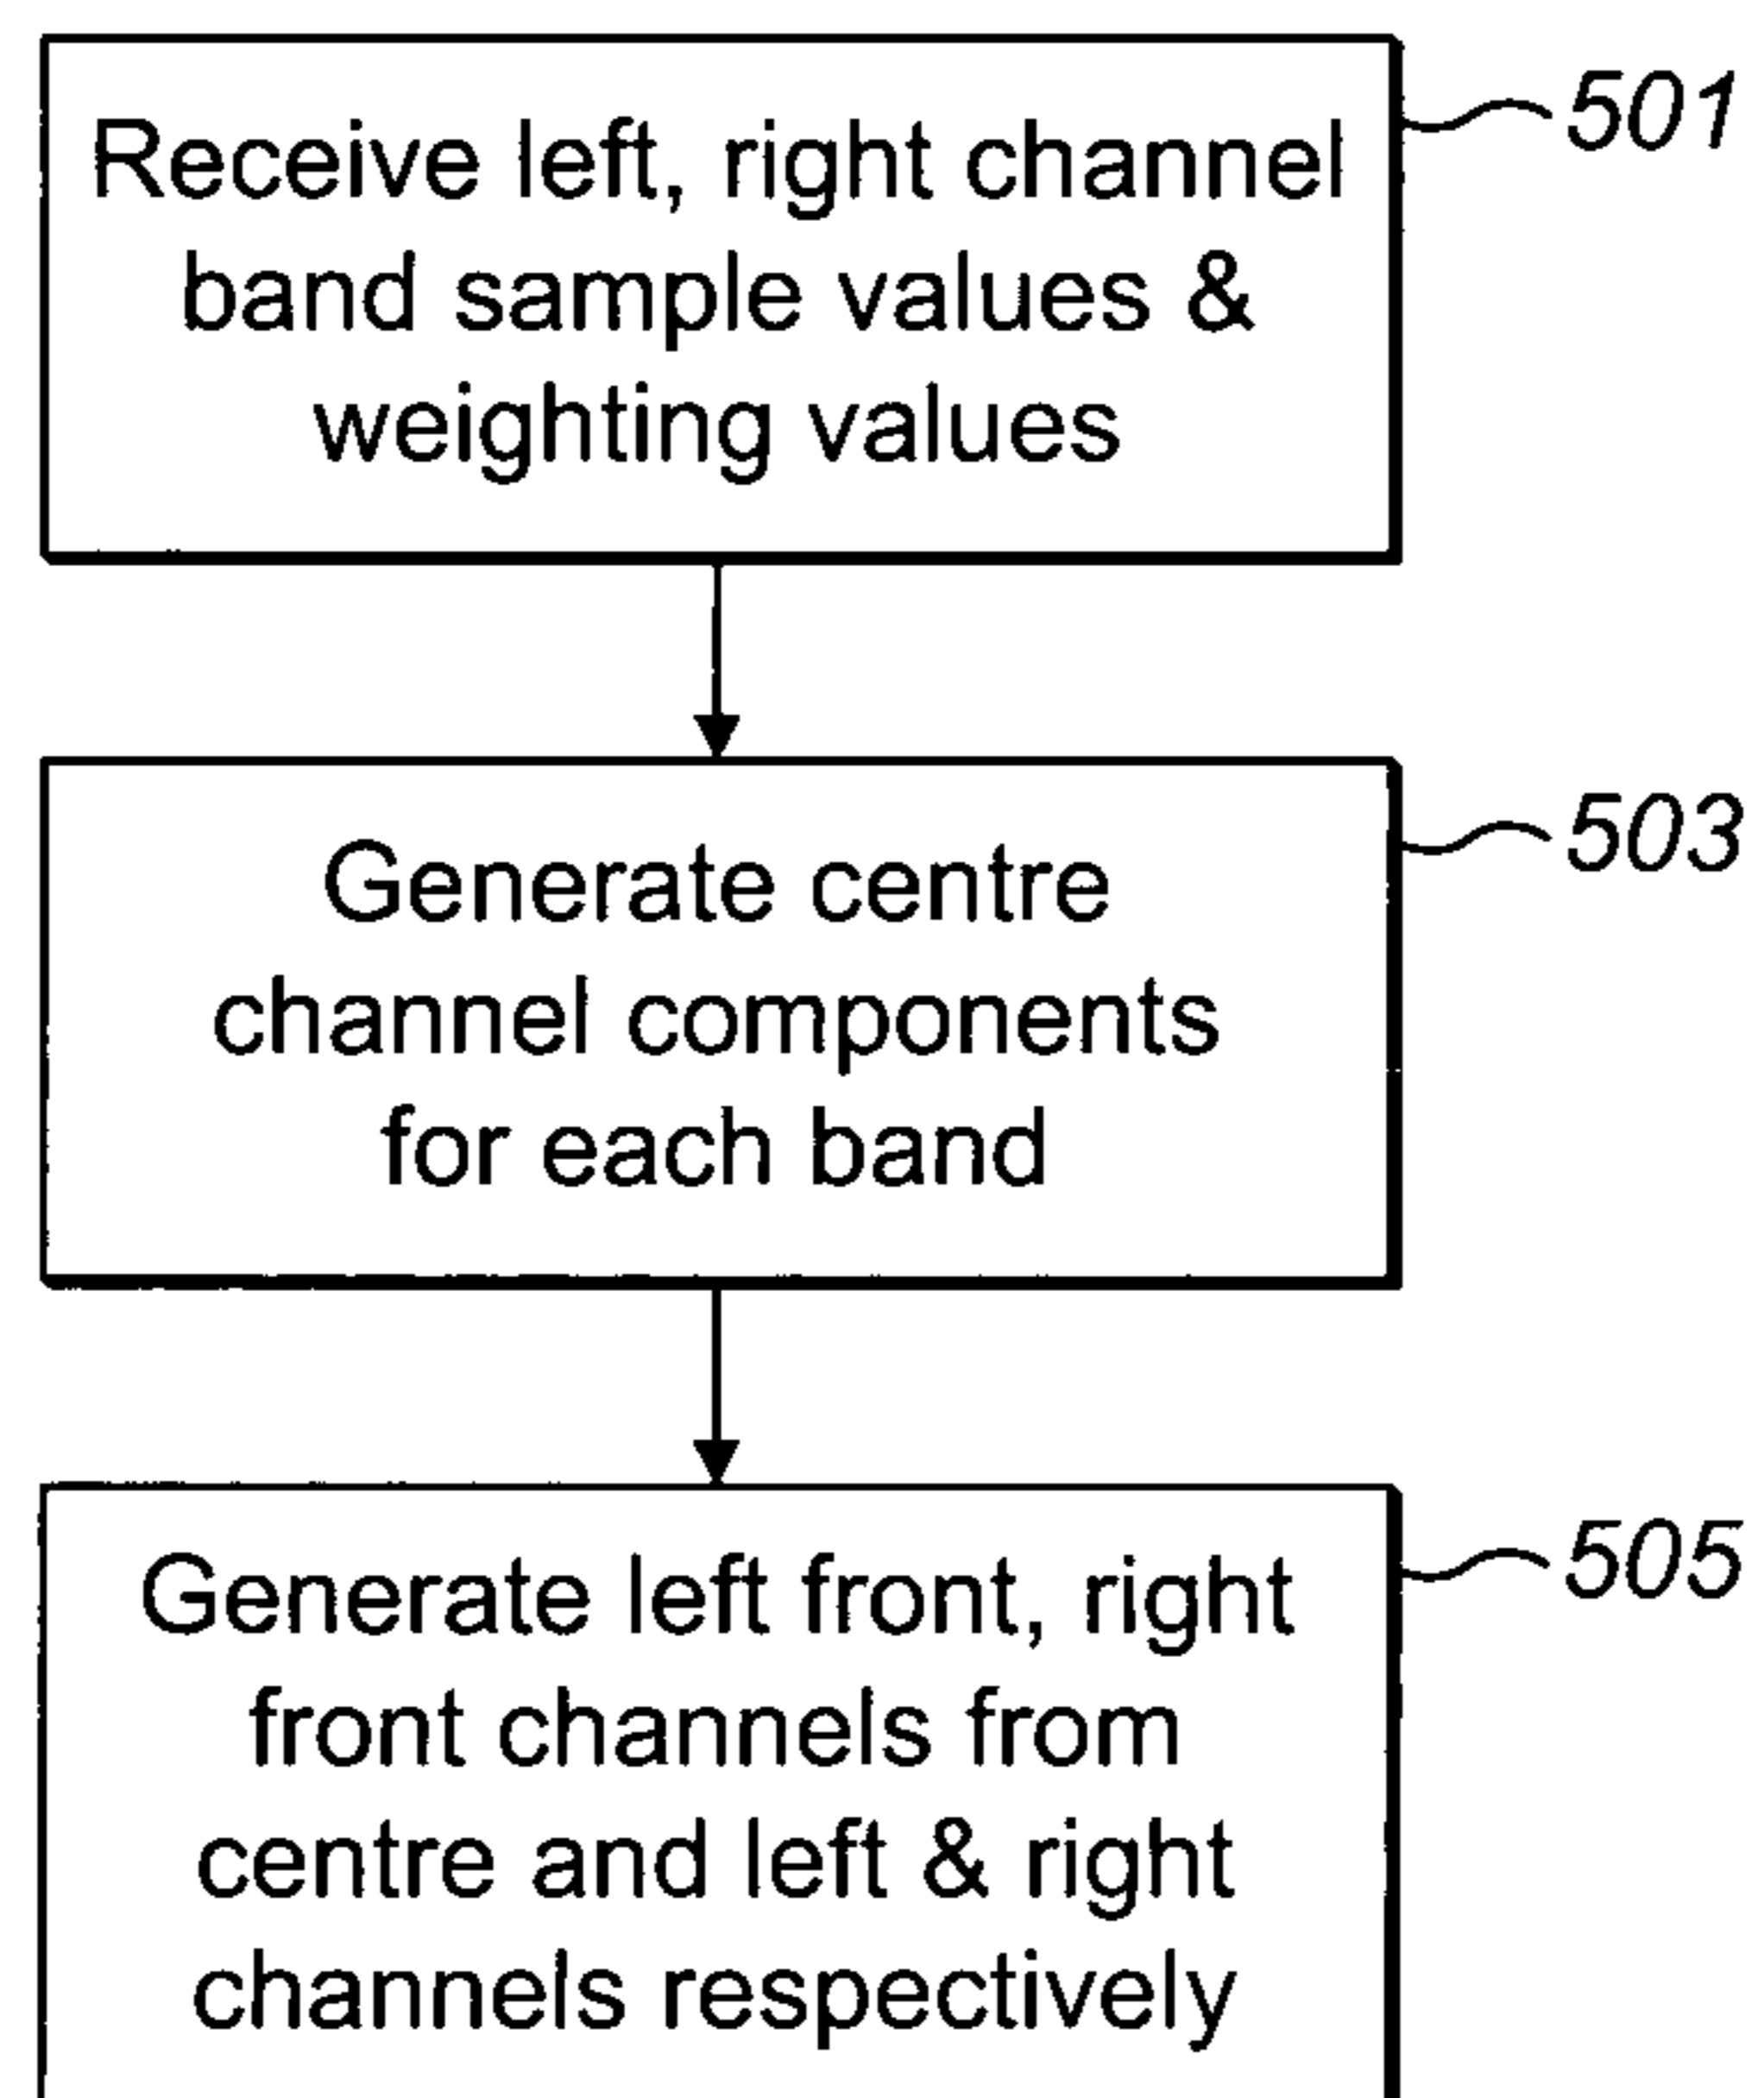 Receive left, right channel
band sample values &
weighting values
501
Generate centre
channel components
for each band
503
Generate left front, right
front channels from
centre and left & right
channels respectively
505